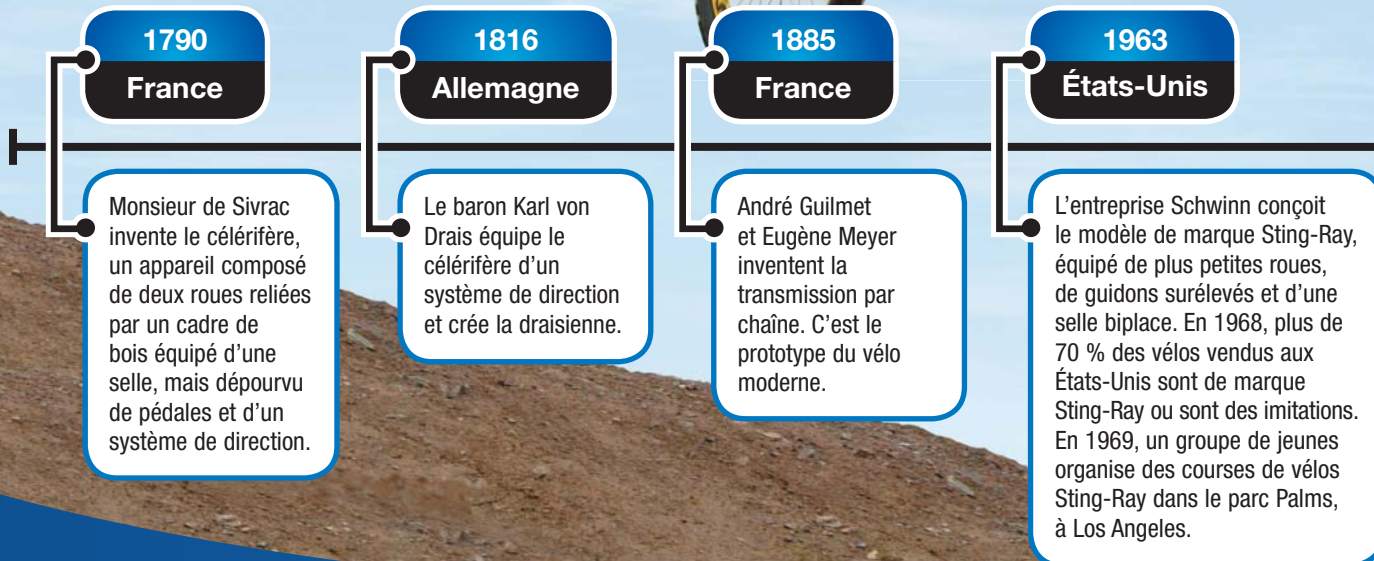 1790
France
Monsieur de Sivrac
invente le célérifère,
un appareil composé
de deux roues reliées
par un cadre de
bois équipé d'une
selle, mais dépourvu
de pédales et d'un
système de direction.
1816
Allemagne
Le baron Karl von
Drais équipe le
célérifère d'un
système de direction
et crée la draisienne.
1885
France
André Guilmet
et Eugène Meyer
inventent la
transmission par
chaîne. C'est le
prototype du vélo
moderne.
1963
États-Unis
L'entreprise Schwinn conçoit
le modèle de marque Sting-Ray,
équipé de plus petites roues,
de guidons surélevés et d'une
selle biplace. En 1968, plus de
70 % des vélos vendus aux
États-Unis sont de marque
Sting-Ray ou sont des imitations.
En 1969, un groupe de jeunes
organise des courses de vélos
Sting-Ray dans le parc Palms,
à Los Angeles.